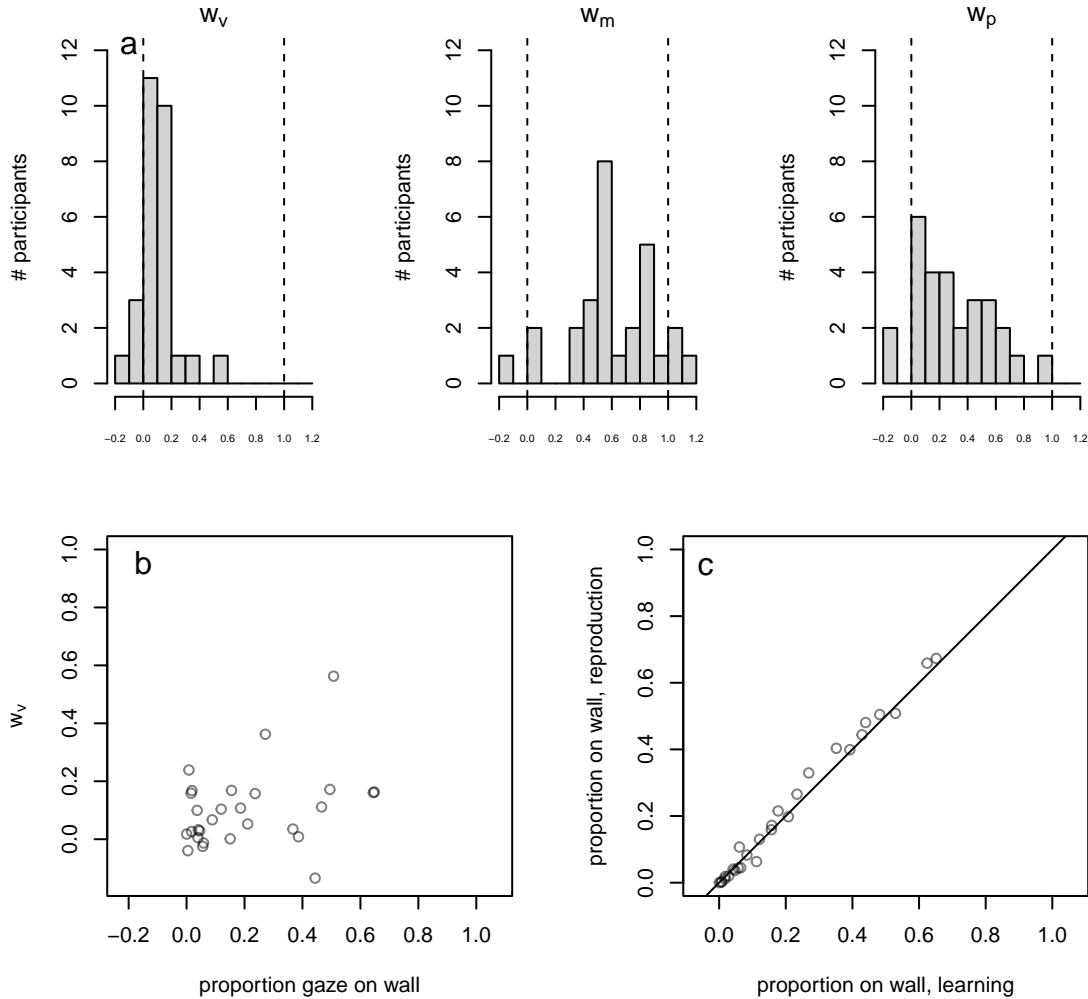 w_v w_m w_p
a
# participants
0 2 4 6 8 10 12
−0.2 0.0 0.2 0.4 0.6 0.8 1.0 1.2
# participants
0 2 4 6 8 10 12
−0.2 0.0 0.2 0.4 0.6 0.8 1.0 1.2
# participants
0 2 4 6 8 10 12
−0.2 0.0 0.2 0.4 0.6 0.8 1.0 1.2
b
w_v
0.0 0.2 0.4 0.6 0.8 1.0
−0.2 0.0 0.2 0.4 0.6 0.8 1.0
proportion gaze on wall
c
proportion on wall, reproduction
0.0 0.2 0.4 0.6 0.8 1.0
0.0 0.2 0.4 0.6 0.8 1.0
proportion on wall, learning